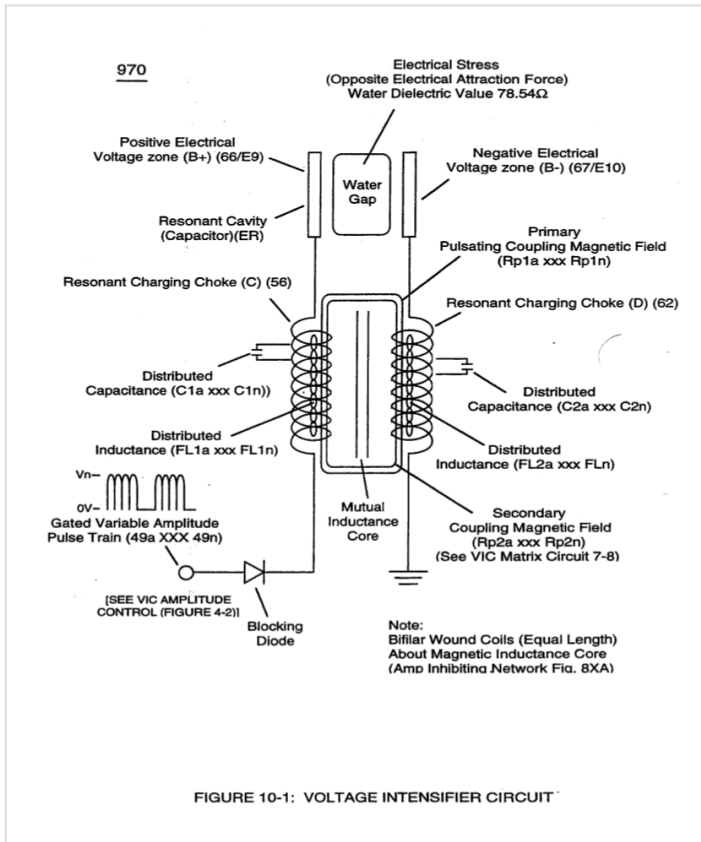 970
Electrical Stress
(Opposite Electrical Attraction Force)
Water Dielectric Value 78.54Ω
Positive Electrical
Voltage zone (B+) (66/E9)
Water
Gap
Negative Electrical
Voltage zone (B-) (67/E10)
Resonant Cavity
(Capacitor)(ER)
Primary
Pulsating Coupling Magnetic Field
(Rp1a xxx Rp1n)
Resonant Charging Choke (C) (56)
Resonant Charging Choke (D) (62)
Distributed
Capacitance (C1a xxx C1n))
Distributed
Capacitance (C2a xxx C2n)
Distributed
Inductance (FL1a xxx FL1n)
Distributed
Inductance (FL2a xxx FLn)
Vn
0V
Gated Variable Amplitude
Pulse Train (49a XXX 49n)
Mutual
Inductance
Core
Secondary
Coupling Magnetic Field
(Rp2a xxx Rp2n)
(See VIC Matrix Circuit 7-8)
[SEE VIC AMPLITUDE
CONTROL (FIGURE 4-2)]
Blocking
Diode
Note:
Bifilar Wound Coils (Equal Length)
About Magnetic Inductance Core
(Amp Inhibiting Network Fig. 8XA)
FIGURE 10-1: VOLTAGE INTENSIFIER CIRCUIT